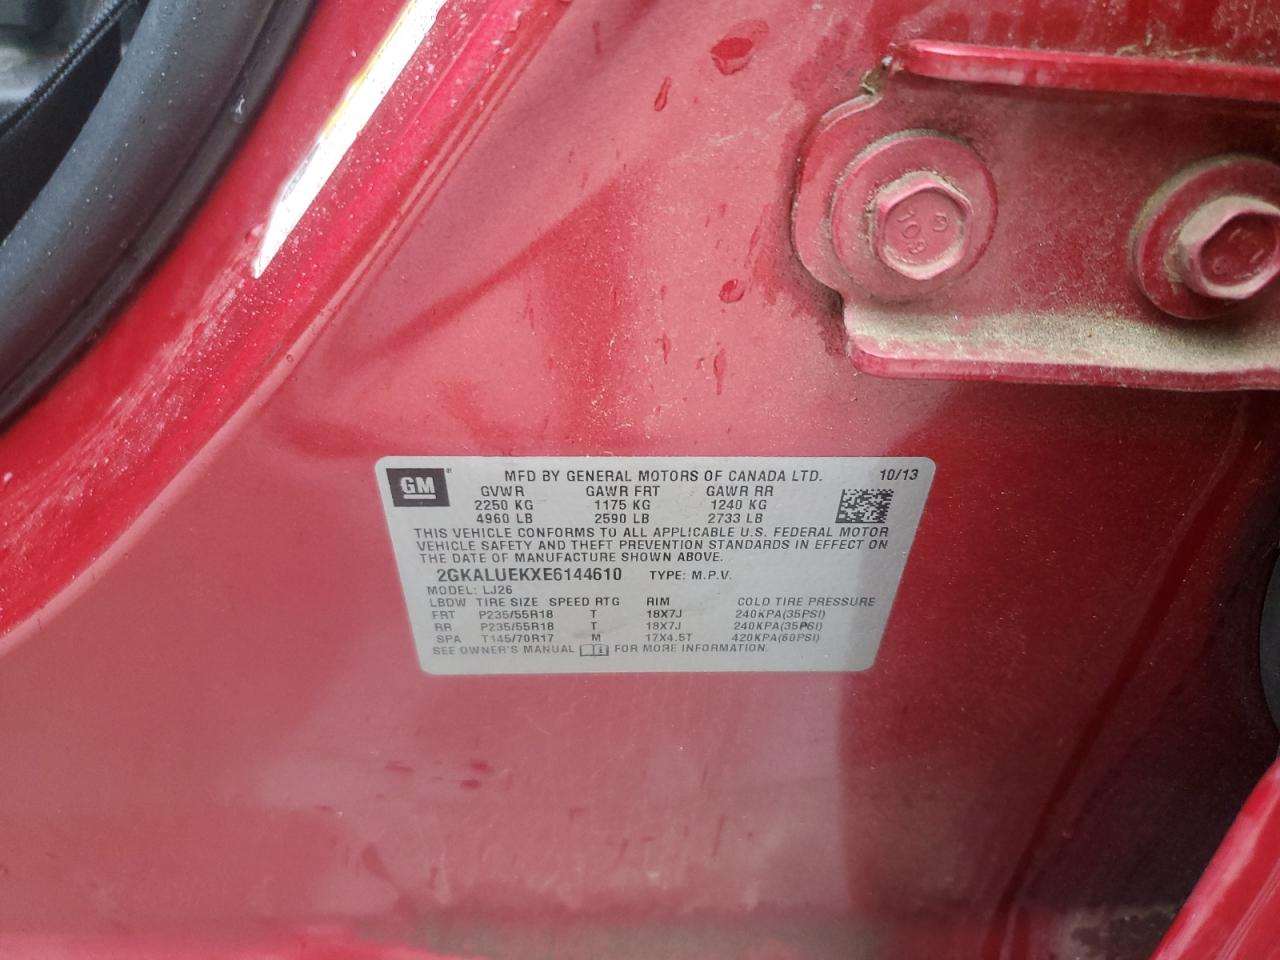 GM
MFD BY GENERAL MOTORS OF CANADA LTD. 10/13
GVWR GAWR FRT GAWR RR
2250 KG 1175 KG 1240 KG
4960 LB 2590 LB 2733 LB
THIS VEHICLE CONFORMS TO ALL APPLICABLE U.S. FEDERAL MOTOR
VEHICLE SAFETY AND THEFT PREVENTION STANDARDS IN EFFECT ON
THE DATE OF MANUFACTURE SHOWN ABOVE.
2GKALUEKXE6144610 TYPE: M.P.V.
MODEL: LJ26
LBDW TIRE SIZE SPEED RTG RIM COLD TIRE PRESSURE
FRT P235/55R18 T 18X7J 240KPA(35PSI)
RR P235/55R18 T 18X7J 240KPA(35PSI)
SPA T145/70R17 M 17X4.5T 420KPA(60PSI)
SEE OWNER'S MANUAL FOR MORE INFORMATION.
109